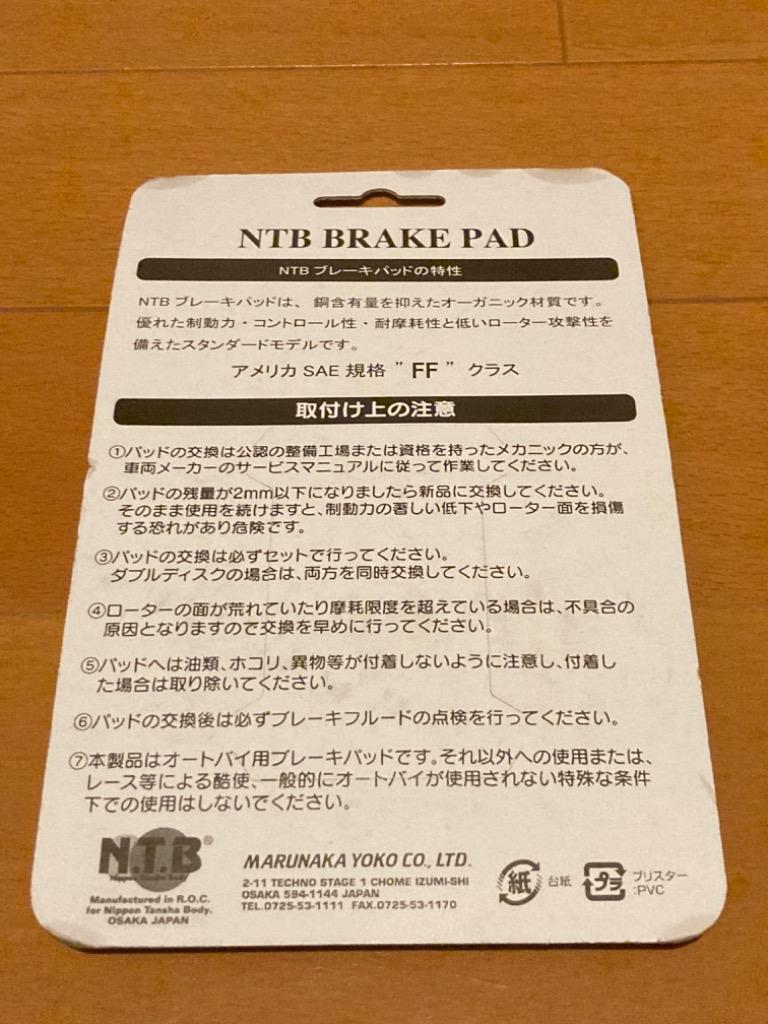 NTB BRAKE PAD
NTB ブレーキパッドの特性
NTB ブレーキパッドは、銅含有量を抑えたオーガニック材質です。
優れた制動力・コントロール性・耐摩耗性と低いローター攻撃性を
備えたスタンダードモデルです。
アメリカ SAE 規格 ”FF” クラス
取付け上の注意
①パッドの交換は公認の整備工場または資格を持ったメカニックの方が、
車両メーカーのサービスマニュアルに従って作業してください。
②パッドの残量が2mm以下になりましたら新品に交換してください。
そのまま使用を続けますと、制動力の著しい低下やローター面を損傷
する恐れがあり危険です。
③パッドの交換は必ずセットで行ってください。
ダブルディスクの場合は、両方を同時交換してください。
④ローターの面が荒れていたり摩耗限度を超えている場合は、不具合の
原因となりますので交換を早めに行ってください。
⑤パッドへは油類、ホコリ、異物等が付着しないように注意し、付着し
た場合は取り除いてください。
⑥パッドの交換後は必ずブレーキフルードの点検を行ってください。
⑦本製品はオートバイ用ブレーキパッドです。それ以外への使用または、
レース等による酷使、一般的にオートバイが使用されない特殊な条件
下での使用はしないでください。
N.T.B®
Nippon Tansha Body
Manufactured in R.O.C.
for Nippon Tansha Body.
OSAKA JAPAN
MARUNAKA YOKO CO., LTD.
2-11 TECHNO STAGE 1 CHOME IZUMI-SHI
OSAKA 594-1144 JAPAN
TEL.0725-53-1111 FAX.0725-53-1170
紙 台紙
プラ ブリスター
:PVC